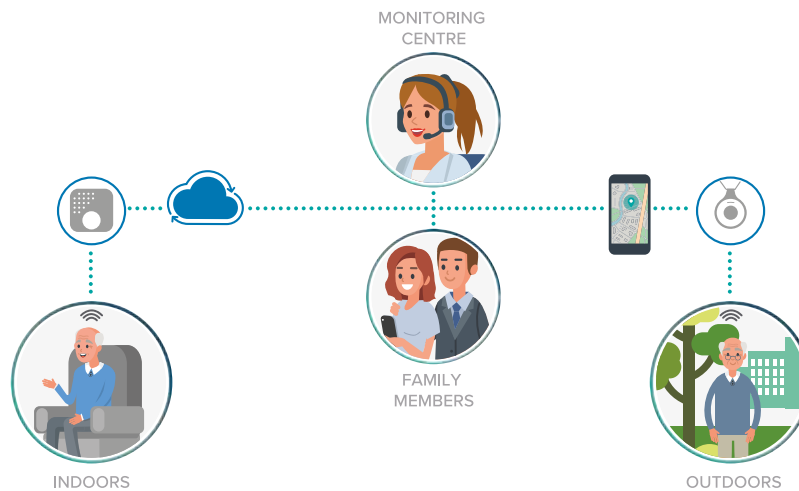 MONITORING
CENTRE
FAMILY
MEMBERS
INDOORS
OUTDOORS